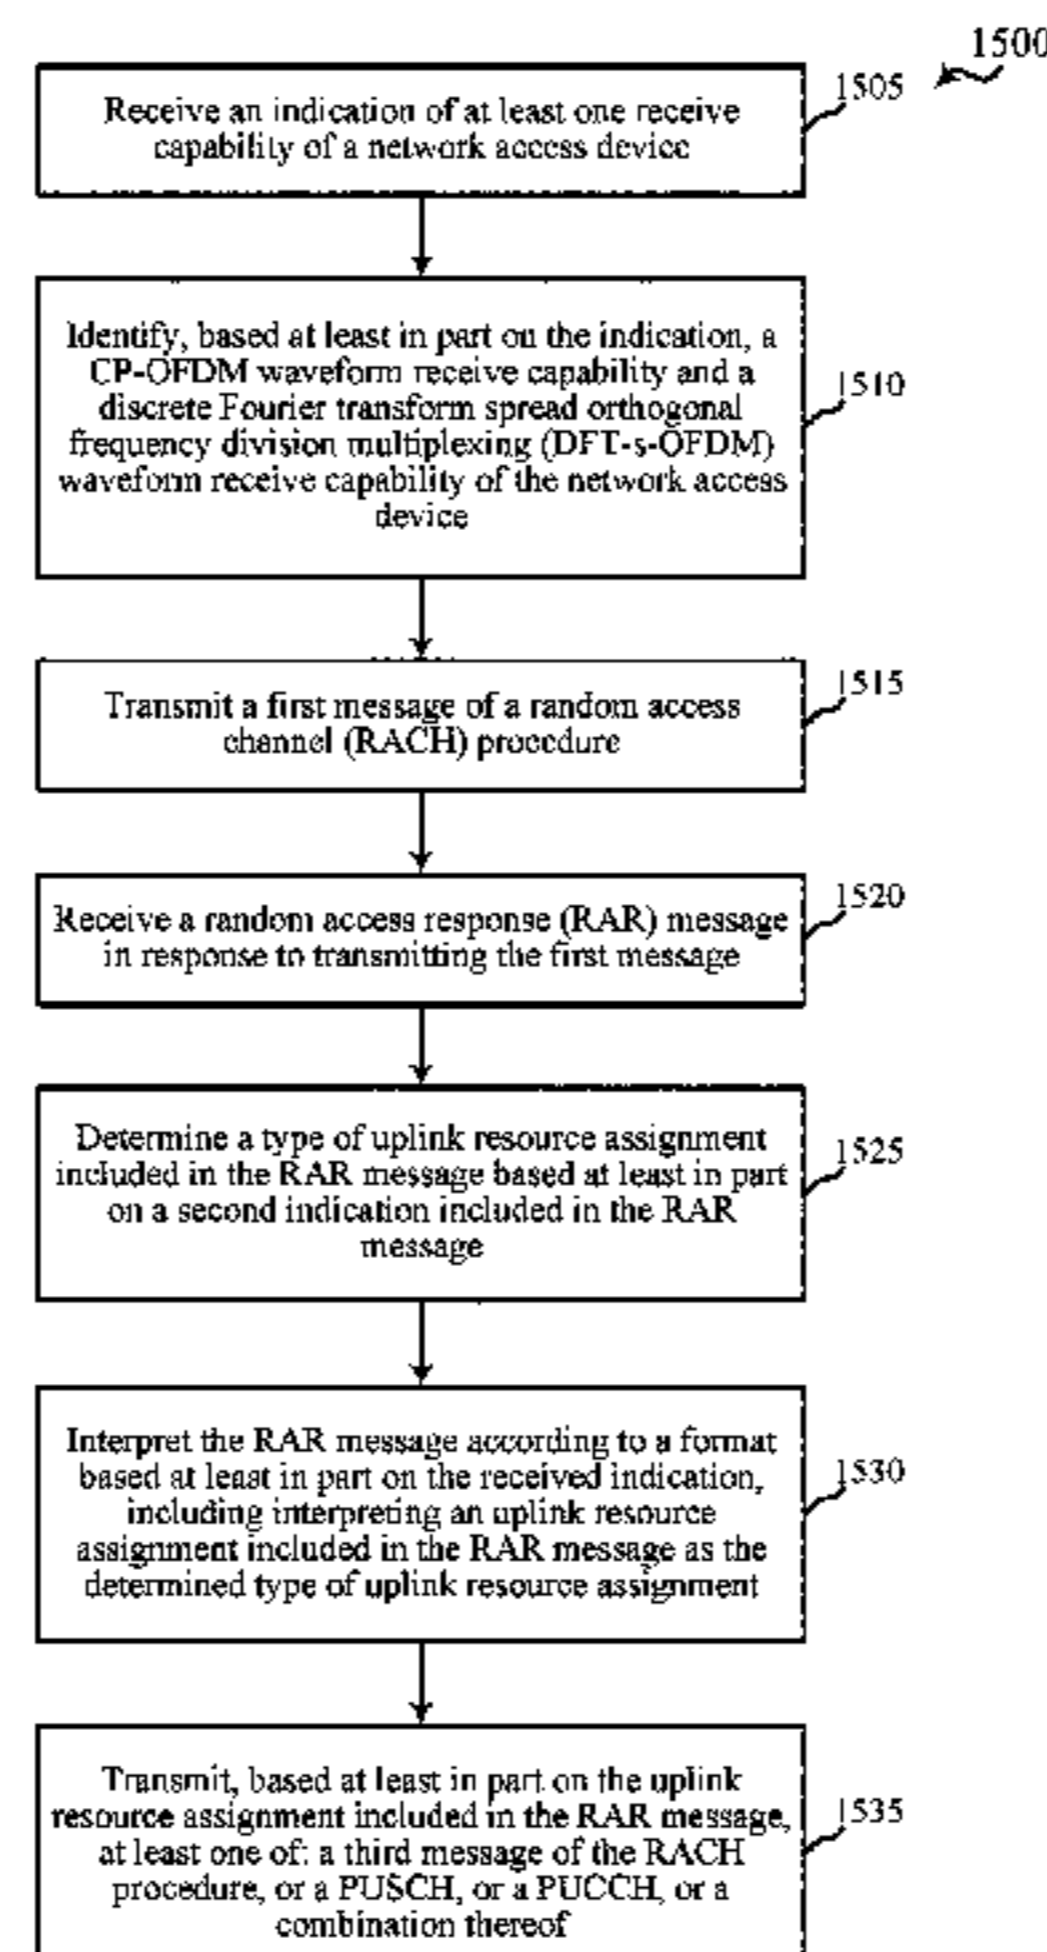 1500
Receive an indication of at least one receive
capability of a network access device
1505
Identify, based at least in part on the indication, a
CP-OFDM waveform receive capability and a
discrete Fourier transform spread orthogonal
frequency division multiplexing (DFT-s-OFDM)
waveform receive capability of the network access
device
1510
Transmit a first message of a random access
channel (RACH) procedure
1515
Receive a random access response (RAR) message
in response to transmitting the first message
1520
Determine a type of uplink resource assignment
included in the RAR message based at least in part
on a second indication included in the RAR
message
1525
Interpret the RAR message according to a format
based at least in part on the received indication,
including interpreting an uplink resource
assignment included in the RAR message as the
determined type of uplink resource assignment
1530
Transmit, based at least in part on the uplink
resource assignment included in the RAR message,
at least one of: a third message of the RACH
procedure, or a PUSCH, or a PUCCH, or a
combination thereof
1535